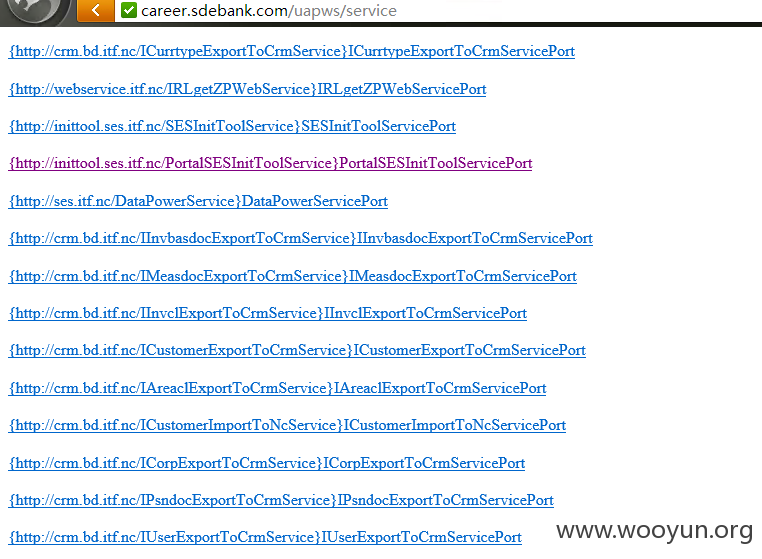 career.sdebank.com/uapws/service
{http://crm.bd.itf.nc/ICurrtypeExportToCrmService}ICurrtypeExportToCrmServicePort
{http://webservice.itf.nc/IRLgetZPWebService}IRLgetZPWebServicePort
{http://inittool.ses.itf.nc/SESInitToolService}SESInitToolServicePort
{http://inittool.ses.itf.nc/PortalSESInitToolService}PortalSESInitToolServicePort
{http://ses.itf.nc/DataPowerService}DataPowerServicePort
{http://crm.bd.itf.nc/IInvbasdocExportToCrmService}IInvbasdocExportToCrmServicePort
{http://crm.bd.itf.nc/IMeasdocExportToCrmService}IMeasdocExportToCrmServicePort
{http://crm.bd.itf.nc/IInvclExportToCrmService}IInvclExportToCrmServicePort
{http://crm.bd.itf.nc/ICustomerExportToCrmService}ICustomerExportToCrmServicePort
{http://crm.bd.itf.nc/IAreaclExportToCrmService}IAreaclExportToCrmServicePort
{http://crm.bd.itf.nc/ICustomerImportToNcService}ICustomerImportToNcServicePort
{http://crm.bd.itf.nc/ICorpExportToCrmService}ICorpExportToCrmServicePort
{http://crm.bd.itf.nc/IPsndocExportToCrmService}IPsndocExportToCrmServicePort
{http://crm.bd.itf.nc/IUserExportToCrmService}IUserExportToCrmServicePort
www.wooyun.org